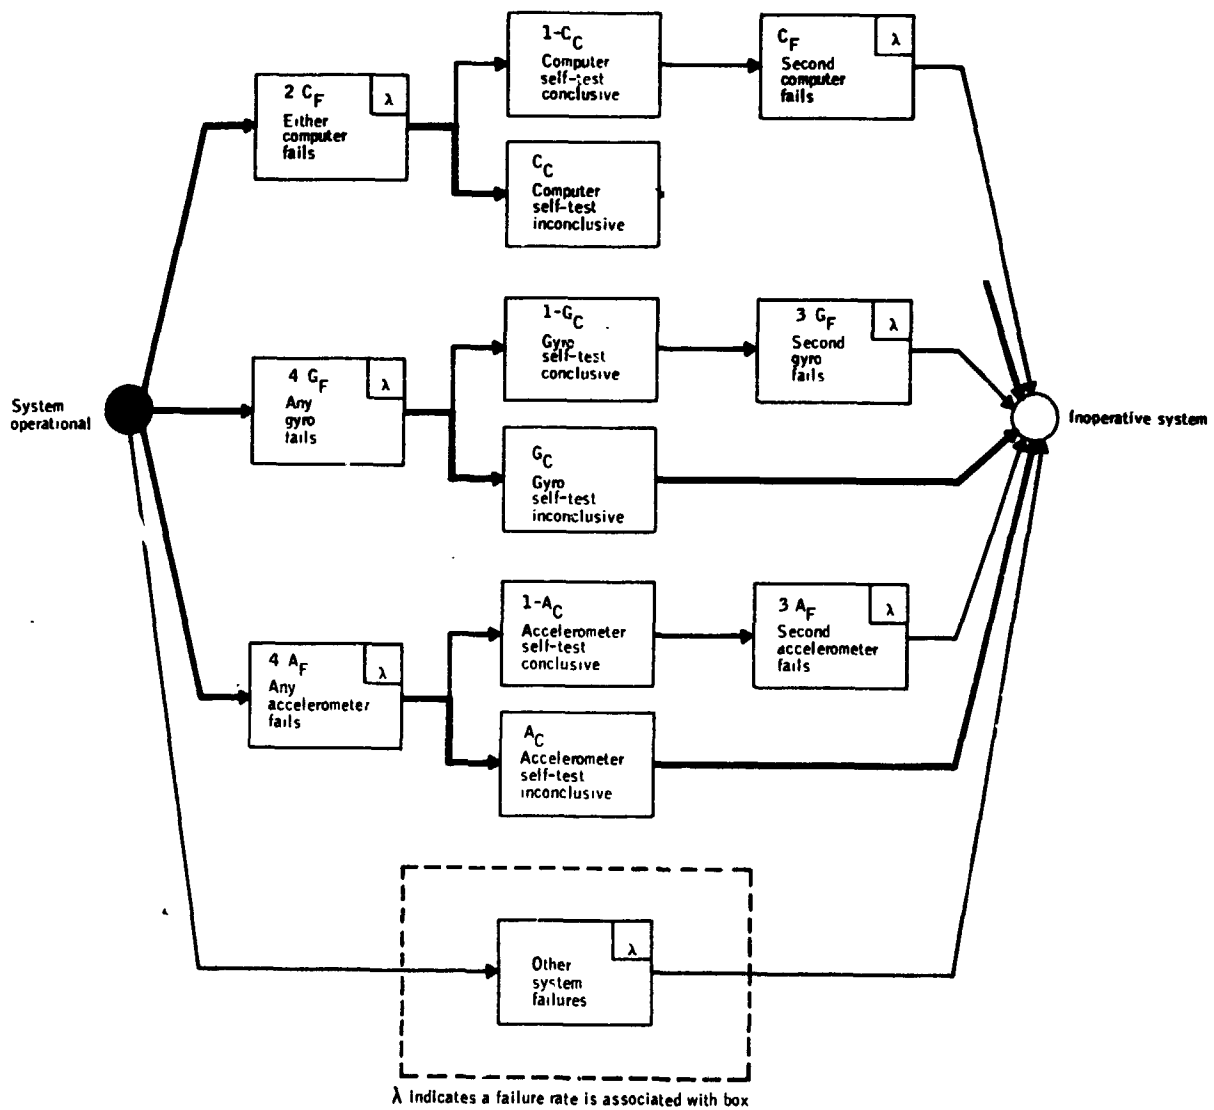 1-C_C
Computer
self-test
conclusive
C_F
λ
Second
computer
fails
2 C_F
λ
Either
computer
fails
C_C
Computer
self-test
inconclusive
1-G_C
Gyro
self-test
conclusive
3 G_F
λ
Second
gyro
fails
4 G_F
λ
Any
gyro
fails
System
operational
Inoperative system
G_C
Gyro
self-test
inconclusive
1-A_C
Accelerometer
self-test
conclusive
3 A_F
λ
Second
accelerometer
fails
4 A_F
λ
Any
accelerometer
fails
A_C
Accelerometer
self-test
inconclusive
λ
Other
system
failures
λ indicates a failure rate is associated with box